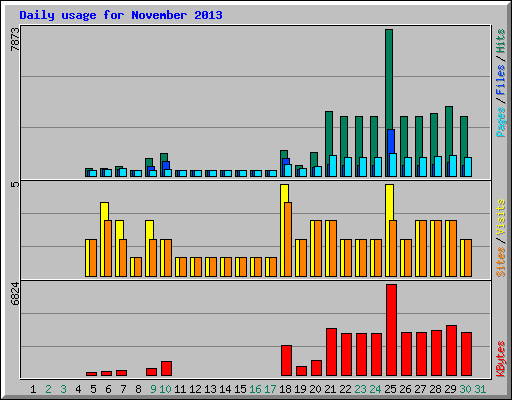 Daily usage for November 2013
7873
Pages / Files / Hits
5
Sites / Visits
6824
KBytes
1 2 3 4 5 6 7 8 9 10 11 12 13 14 15 16 17 18 19 20 21 22 23 24 25 26 27 28 29 30 31